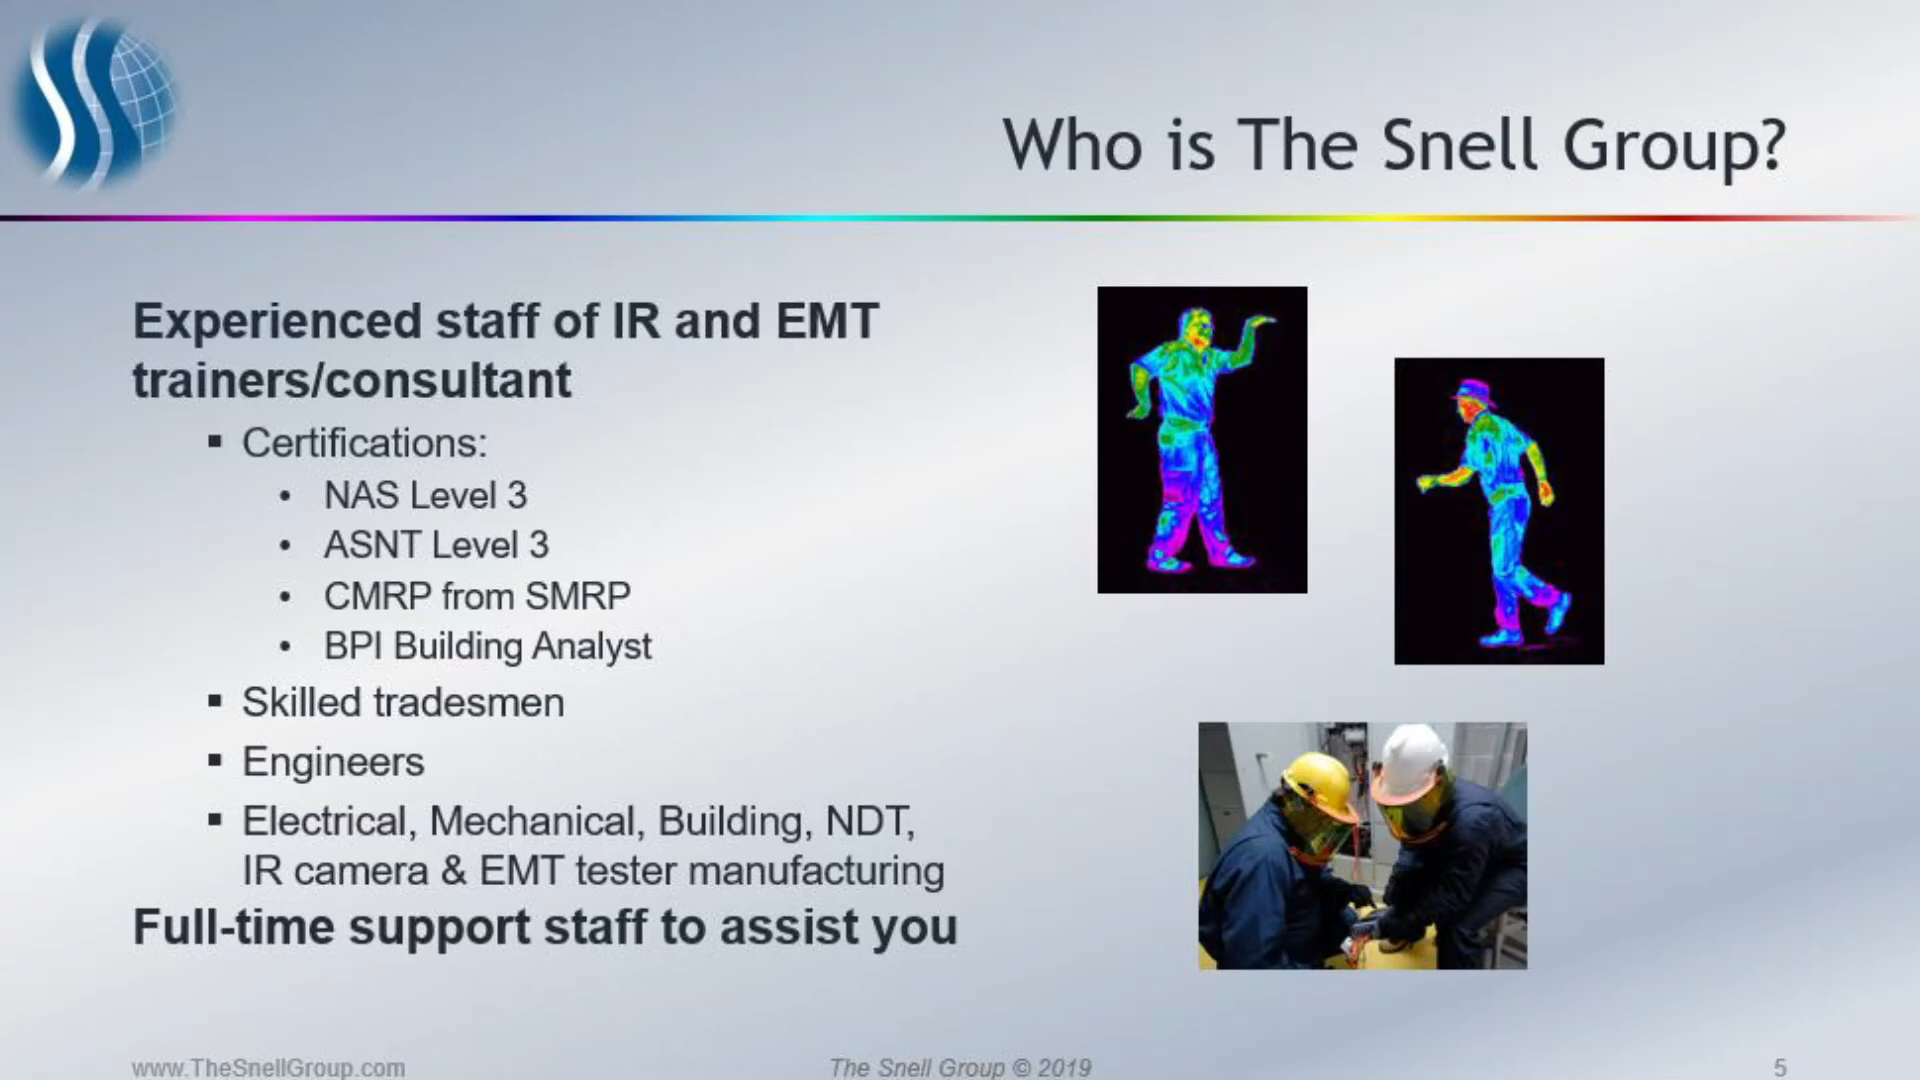 Who is The Snell Group?
Experienced staff of IR and EMT
trainers/consultant
▪ Certifications:
• NAS Level 3
• ASNT Level 3
• CMRP from SMRP
• BPI Building Analyst
▪ Skilled tradesmen
▪ Engineers
▪ Electrical, Mechanical, Building, NDT,
IR camera & EMT tester manufacturing
Full-time support staff to assist you
www.TheSnellGroup.com
The Snell Group © 2019
5